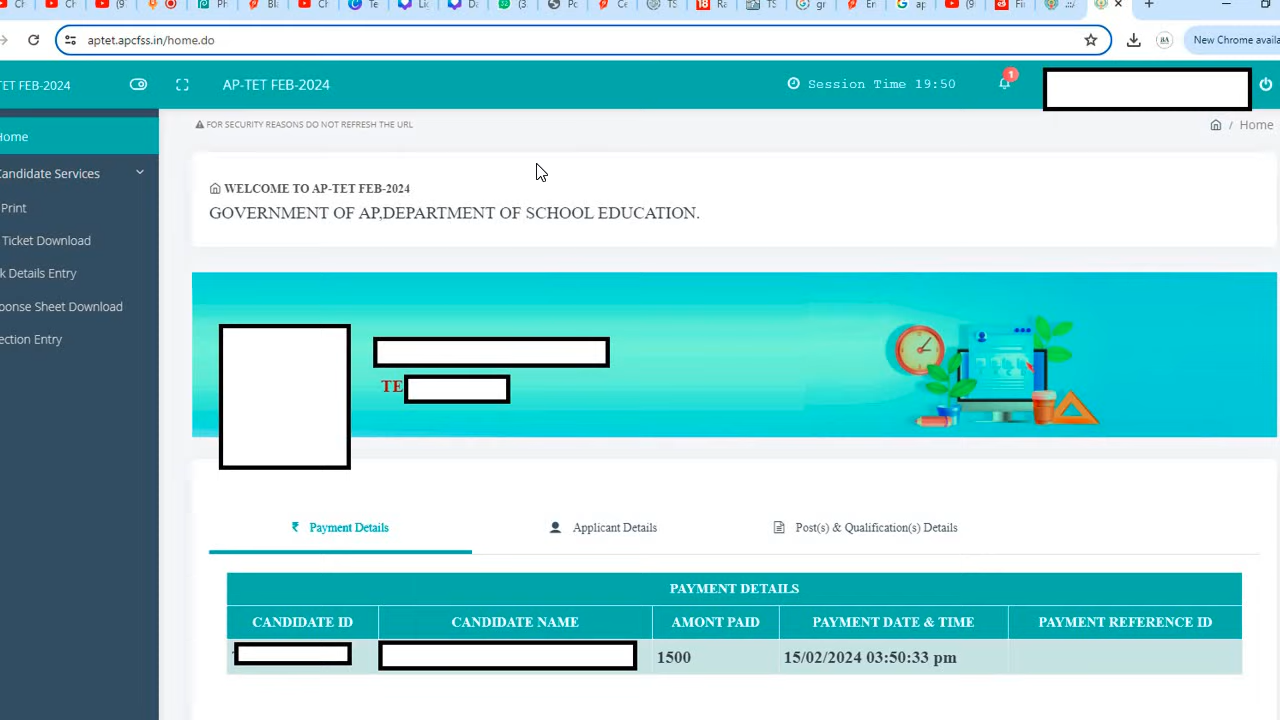 aptet.apcfss.in/home.do
New Chrome availa
TET FEB-2024
AP-TET FEB-2024
Session Time 19:50
1
FOR SECURITY REASONS DO NOT REFRESH THE URL
/ Home
Home
Candidate Services
Print
Ticket Download
k Details Entry
ponse Sheet Download
ection Entry
WELCOME TO AP-TET FEB-2024
GOVERNMENT OF AP,DEPARTMENT OF SCHOOL EDUCATION.
TE
₹ Payment Details
Applicant Details
Post(s) & Qualification(s) Details
PAYMENT DETAILS
CANDIDATE ID CANDIDATE NAME AMONT PAID PAYMENT DATE & TIME PAYMENT REFERENCE ID
1500 15/02/2024 03:50:33 pm